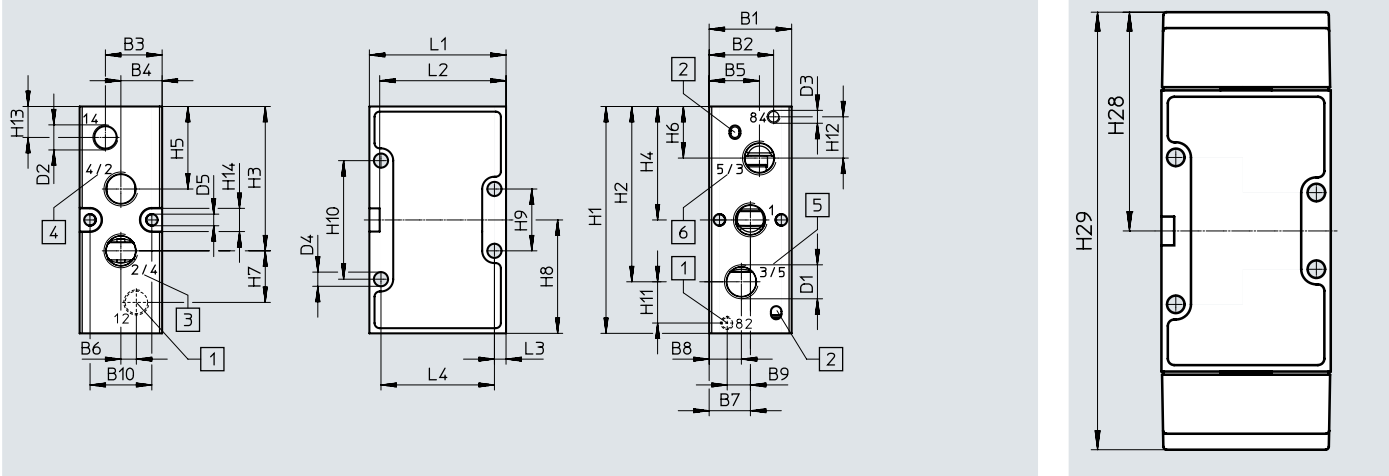 B3
B4
H13
D2
14
4/2
4
H5
D5
H14
H3
2/4
H7
3
12
1
B6
B10
L1
L2
H10
D4
H9
H8
L3
L4
B1
B2
B5
2
D3
84
H6
H12
5/3
H1
H2
H4
1
5
6
3/5
1
H11
D1
82
2
B8
B9
B7
H28
H29